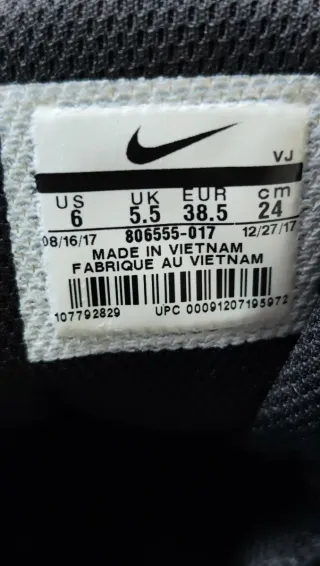 VJ
US UK EUR cm
6 5.5 38.5 24
08/16/17 806555-017 12/27/17
MADE IN VIETNAM
FABRIQUE AU VIETNAM
107792829 UPC 00091207195972